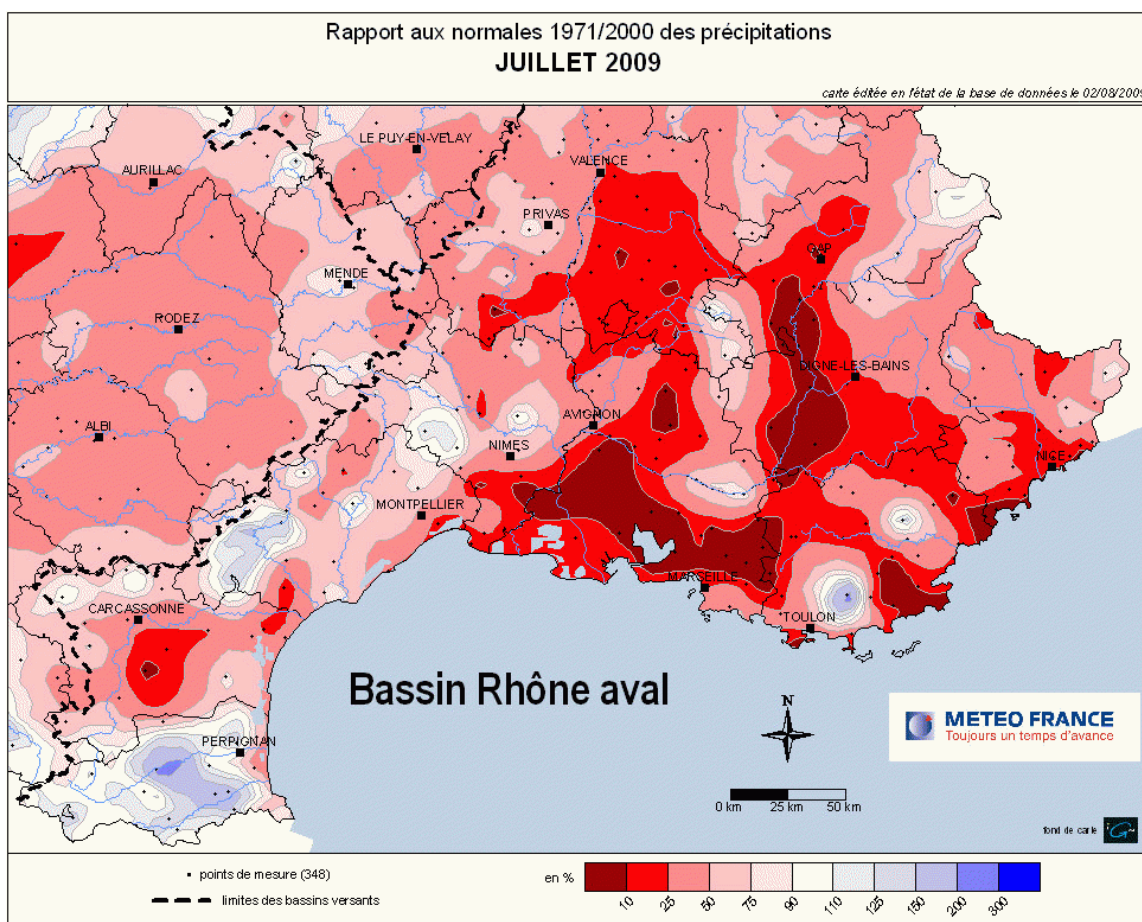 Rapport aux normales 1971/2000 des précipitations
JUILLET 2009
carte éditée en l'état de la base de données le 02/08/2009
LE PUY-EN-VELAY
VALENCE
AURILLAC
PRIVAS
GAP
MENDE
RODEZ
DIGNE-LES-BAINS
AVIGNON
ALBI
NIMES
NICE
MONTPELLIER
MARSEILLE
CARCASSONNE
TOULON
Bassin Rhône aval
N
METEO FRANCE
Toujours un temps d'avance
PERPIGNAN
0 km 25 km 50 km
fond de carte
points de mesure (348)
limites des bassins versants
en %
10 25 50 75 90 110 125 150 200 300